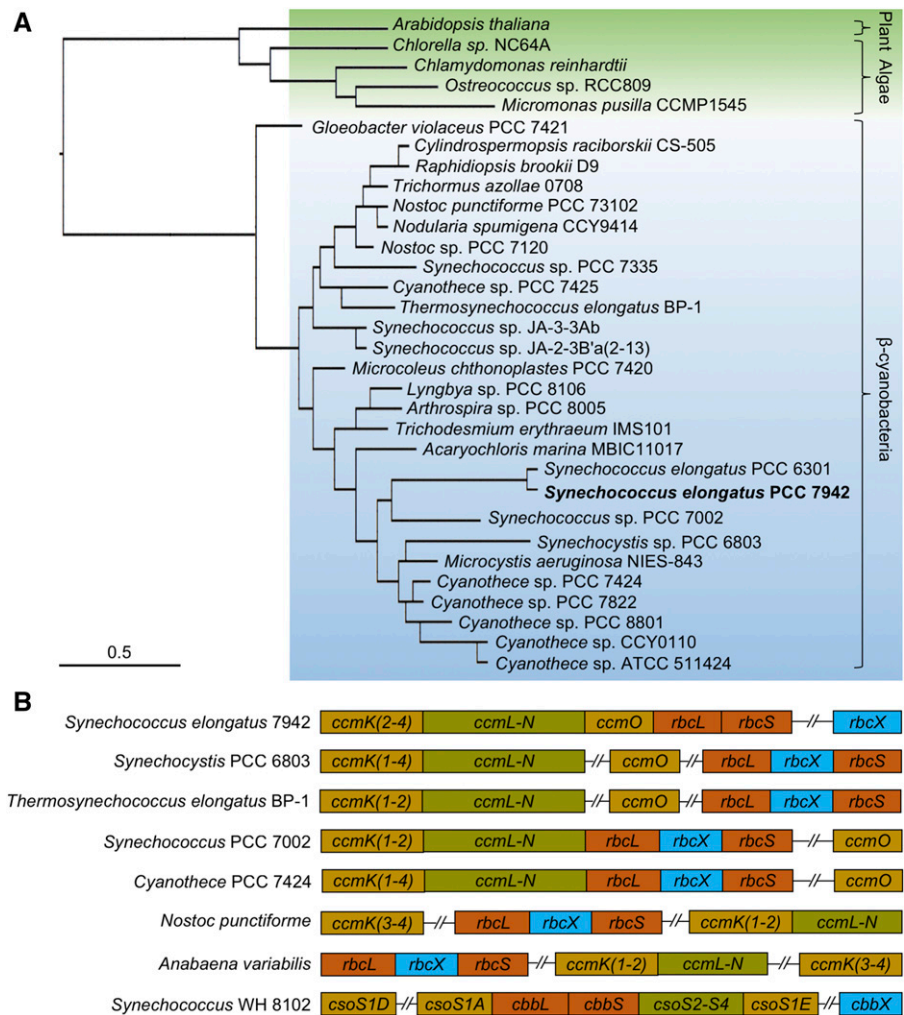 A
Arabidopsis thaliana
Chlorella sp. NC64A
Chlamydomonas reinhardtii
Ostreococcus sp. RCC809
Micromonas pusilla CCMP1545
Plant
Algae
Gloeobacter violaceus PCC 7421
Cylindrospermopsis raciborskii CS-505
Raphidiopsis brookii D9
Trichormus azollae 0708
Nostoc punctiforme PCC 73102
Nodularia spumigena CCY9414
Nostoc sp. PCC 7120
Synechococcus sp. PCC 7335
Cyanothece sp. PCC 7425
Thermosynechococcus elongatus BP-1
Synechococcus sp. JA-3-3Ab
Synechococcus sp. JA-2-3B'a(2-13)
Microcoleus chthonoplastes PCC 7420
Lyngbya sp. PCC 8106
Arthrospira sp. PCC 8005
Trichodesmium erythraeum IMS101
Acaryochloris marina MBIC11017
Synechococcus elongatus PCC 6301
Synechococcus elongatus PCC 7942
Synechococcus sp. PCC 7002
Synechocystis sp. PCC 6803
Microcystis aeruginosa NIES-843
Cyanothece sp. PCC 7424
Cyanothece sp. PCC 7822
Cyanothece sp. PCC 8801
Cyanothece sp. CCY0110
Cyanothece sp. ATCC 511424
β-cyanobacteria
0.5
B
Synechococcus elongatus 7942 ccmK(2-4) ccmL-N ccmO rbcL rbcS rbcX
Synechocystis PCC 6803 ccmK(1-4) ccmL-N ccmO rbcL rbcX rbcS
Thermosynechococcus elongatus BP-1 ccmK(1-2) ccmL-N ccmO rbcL rbcX rbcS
Synechococcus PCC 7002 ccmK(1-2) ccmL-N rbcL rbcX rbcS ccmO
Cyanothece PCC 7424 ccmK(1-4) ccmL-N rbcL rbcX rbcS ccmO
Nostoc punctiforme ccmK(3-4) rbcL rbcX rbcS ccmK(1-2) ccmL-N
Anabaena variabilis rbcL rbcX rbcS ccmK(1-2) ccmL-N ccmK(3-4)
Synechococcus WH 8102 csoS1D csoS1A cbbL cbbS csoS2-S4 csoS1E cbbX